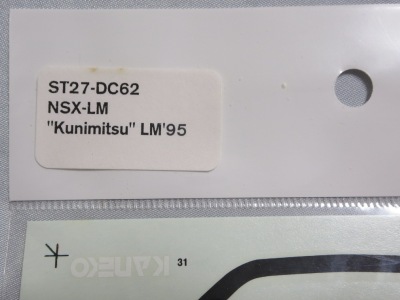 ST27-DC62
NSX-LM
"Kunimitsu" LM'95
KANEKO 31